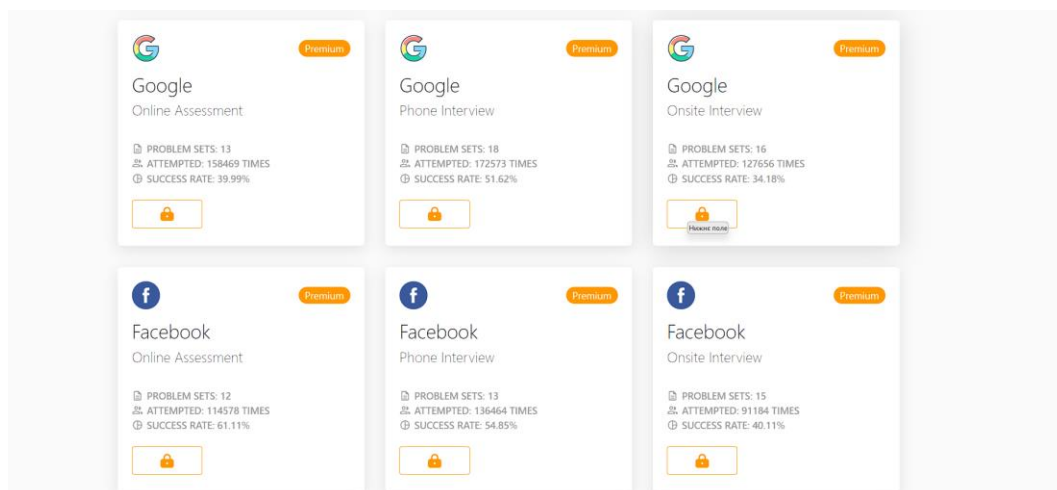 Premium
Google
Online Assessment
PROBLEM SETS: 13
ATTEMPTED: 158469 TIMES
SUCCESS RATE: 39.99%
Premium
Google
Phone Interview
PROBLEM SETS: 18
ATTEMPTED: 172573 TIMES
SUCCESS RATE: 51.62%
Premium
Google
Onsite Interview
PROBLEM SETS: 16
ATTEMPTED: 127656 TIMES
SUCCESS RATE: 34.18%
Нижнє поле
Premium
Facebook
Online Assessment
PROBLEM SETS: 12
ATTEMPTED: 114578 TIMES
SUCCESS RATE: 61.11%
Premium
Facebook
Phone Interview
PROBLEM SETS: 13
ATTEMPTED: 136464 TIMES
SUCCESS RATE: 54.85%
Premium
Facebook
Onsite Interview
PROBLEM SETS: 15
ATTEMPTED: 91184 TIMES
SUCCESS RATE: 40.11%